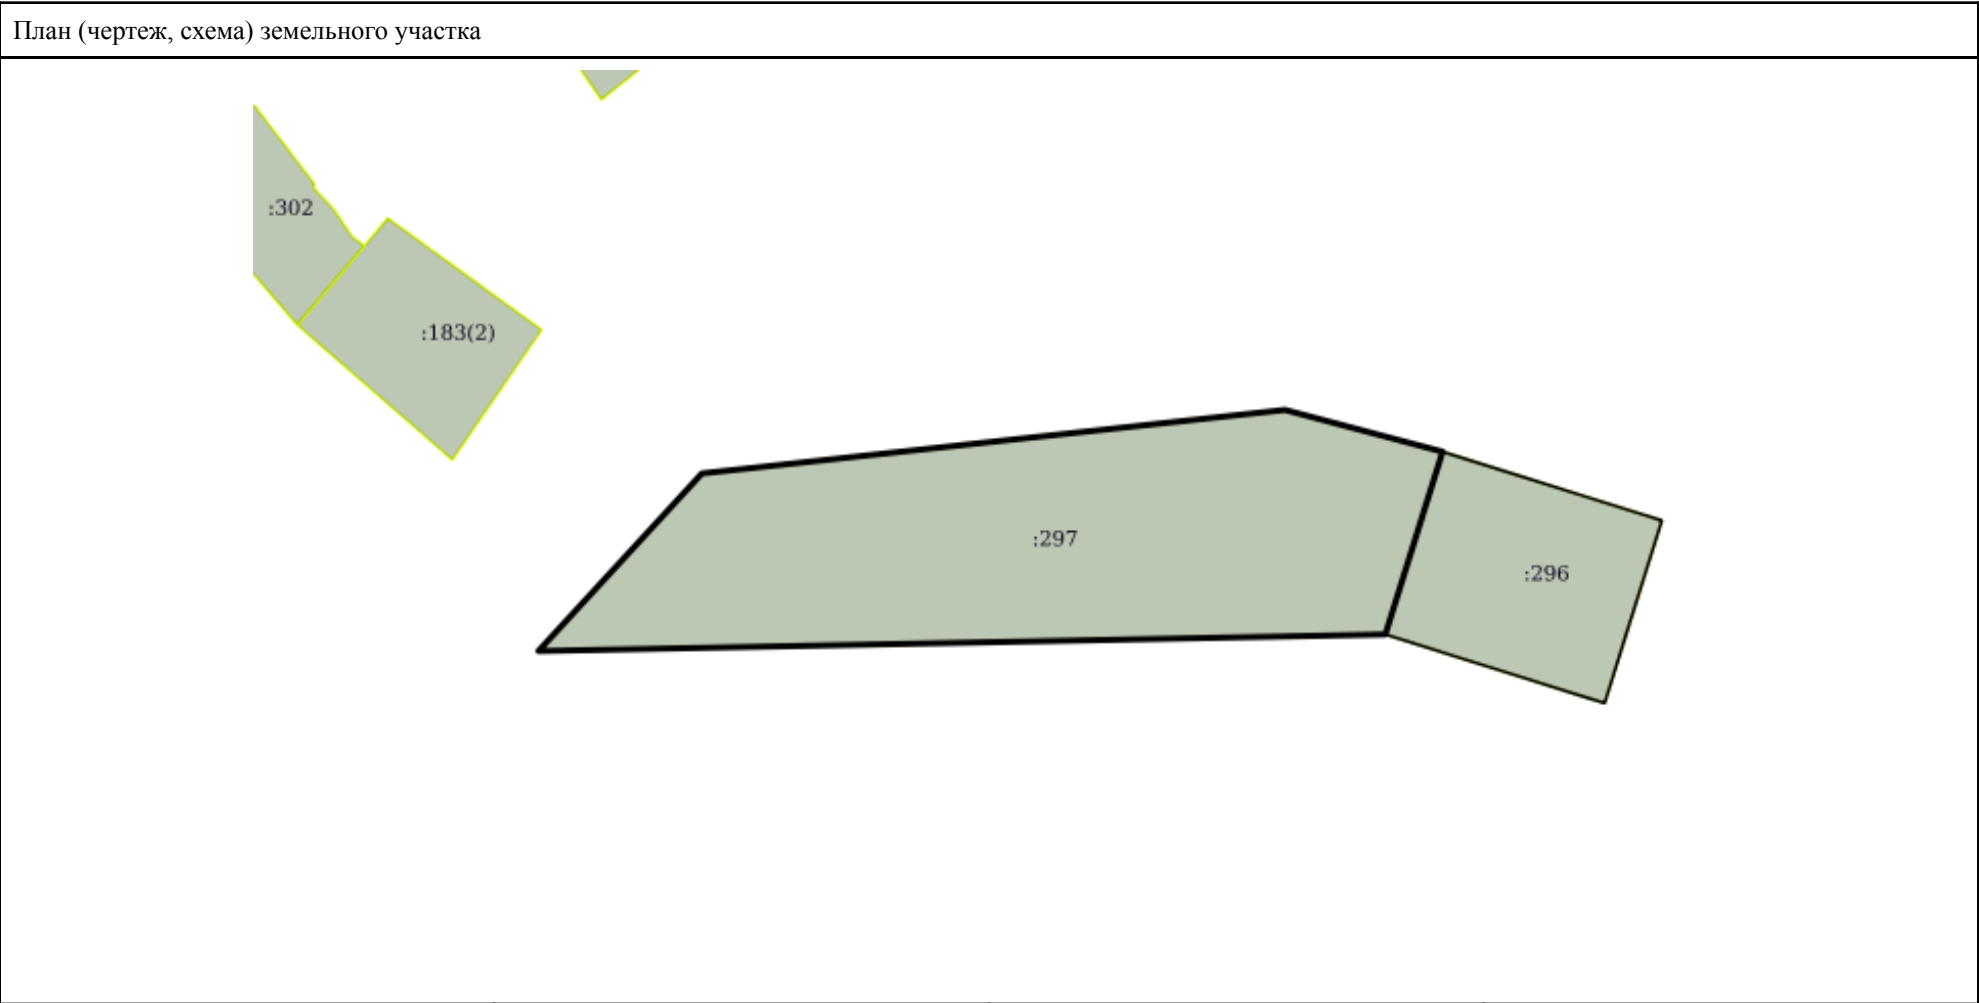 План (чертеж, схема) земельного участка
:302
:183(2)
:297
:296